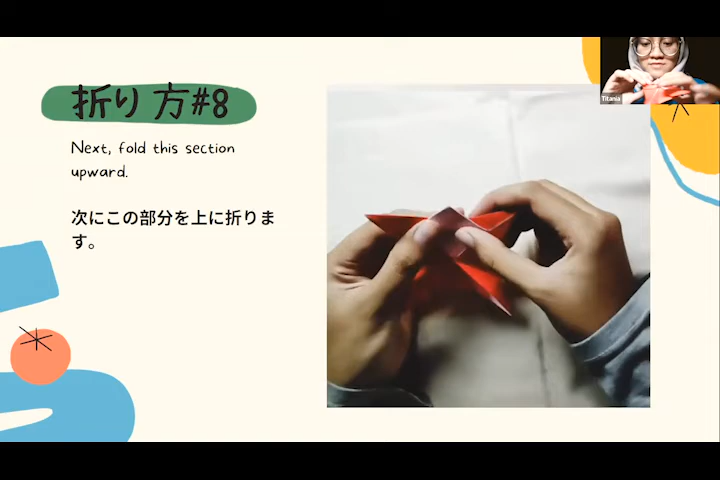 折り方#8
Next, fold this section
upward.
次にこの部分を上に折りま
す。
Titania